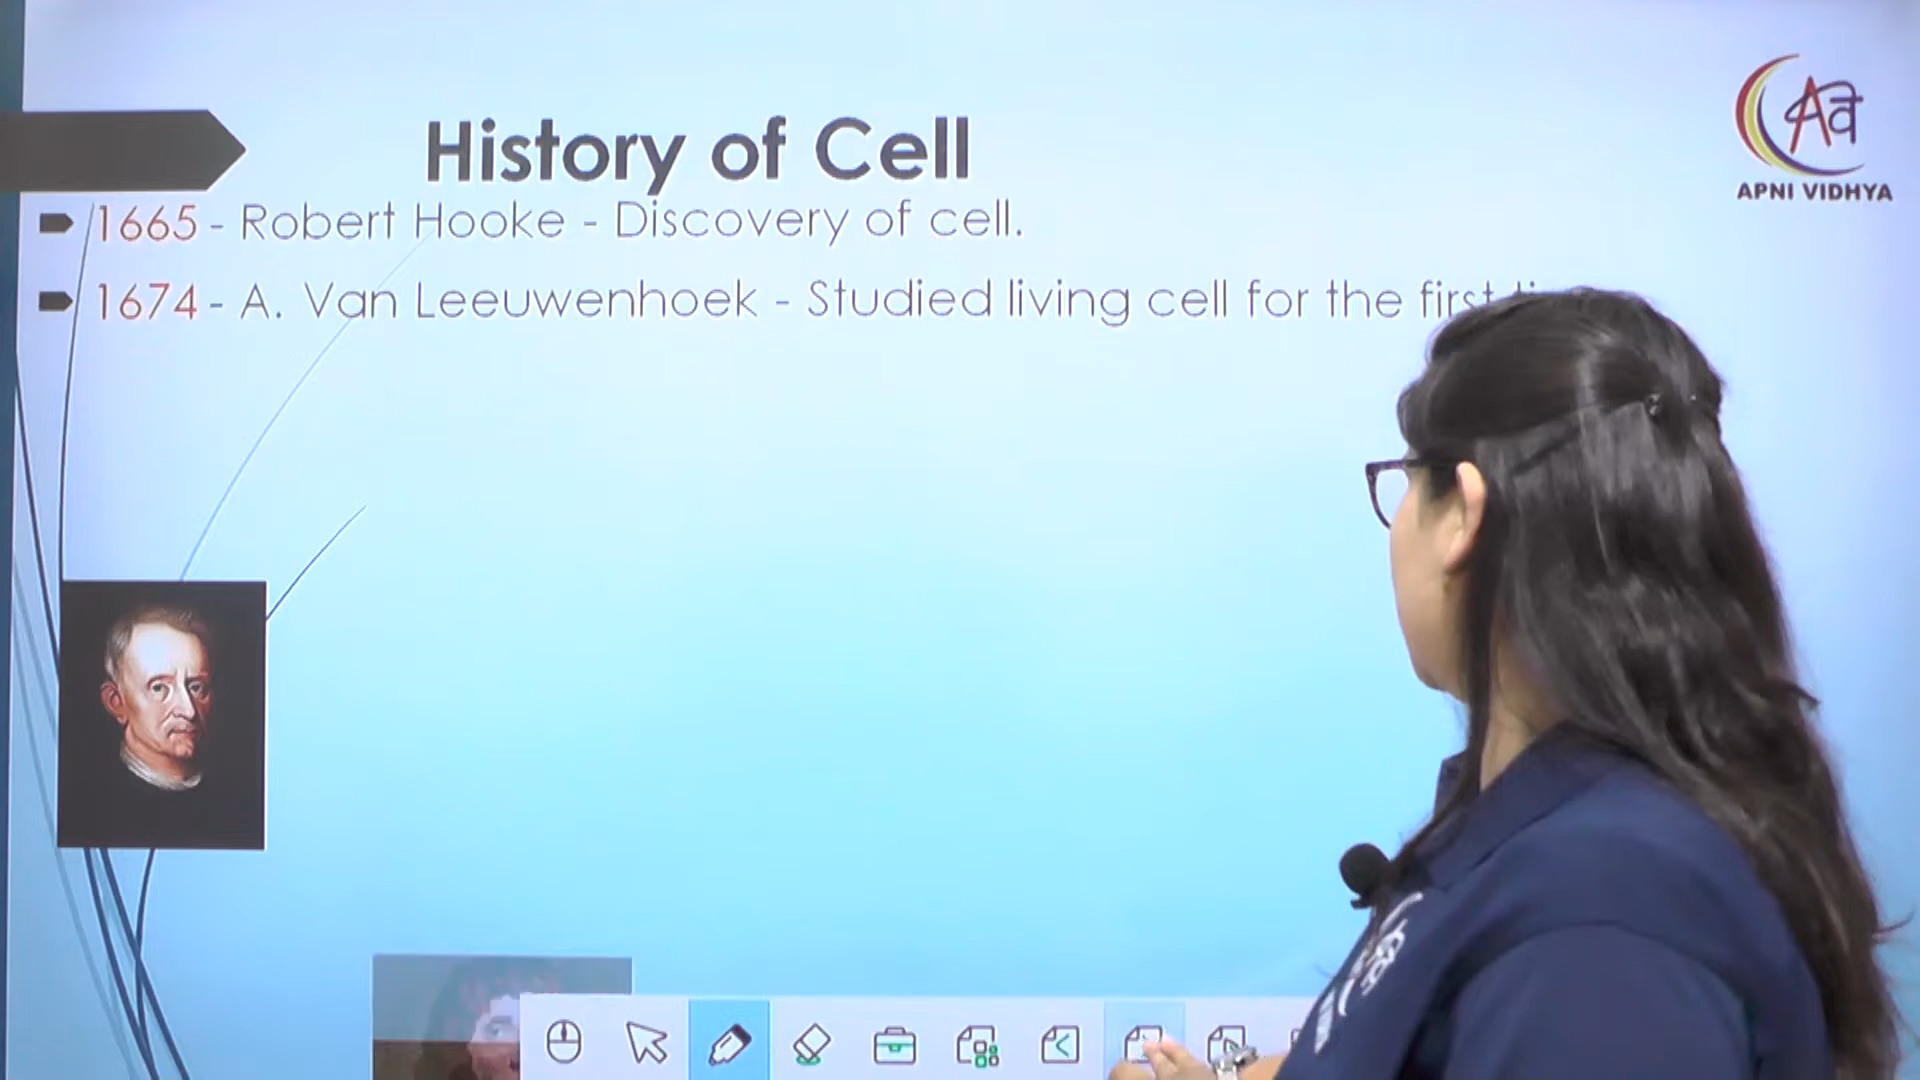 History of Cell
1665 - Robert Hooke - Discovery of cell.
1674 - A. Van Leeuwenhoek - Studied living cell for the first
अवि
APNI VIDHYA